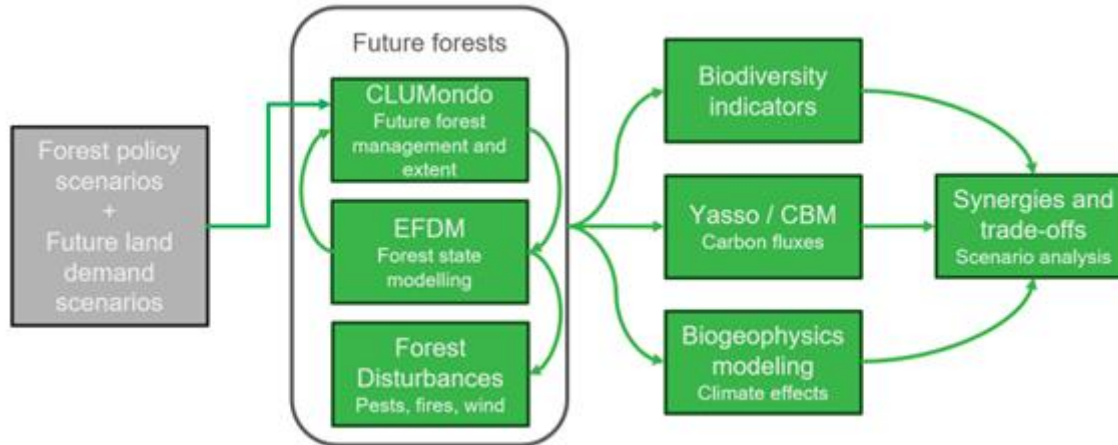 Forest policy
scenarios
+
Future land
demand
scenarios
Future forests
CLUMondo
Future forest
management and
extent
EFDM
Forest state
modelling
Forest
Disturbances
Pests, fires, wind
Biodiversity
indicators
Yasso / CBM
Carbon fluxes
Biogeophysics
modeling
Climate effects
Synergies and
trade-offs
Scenario analysis